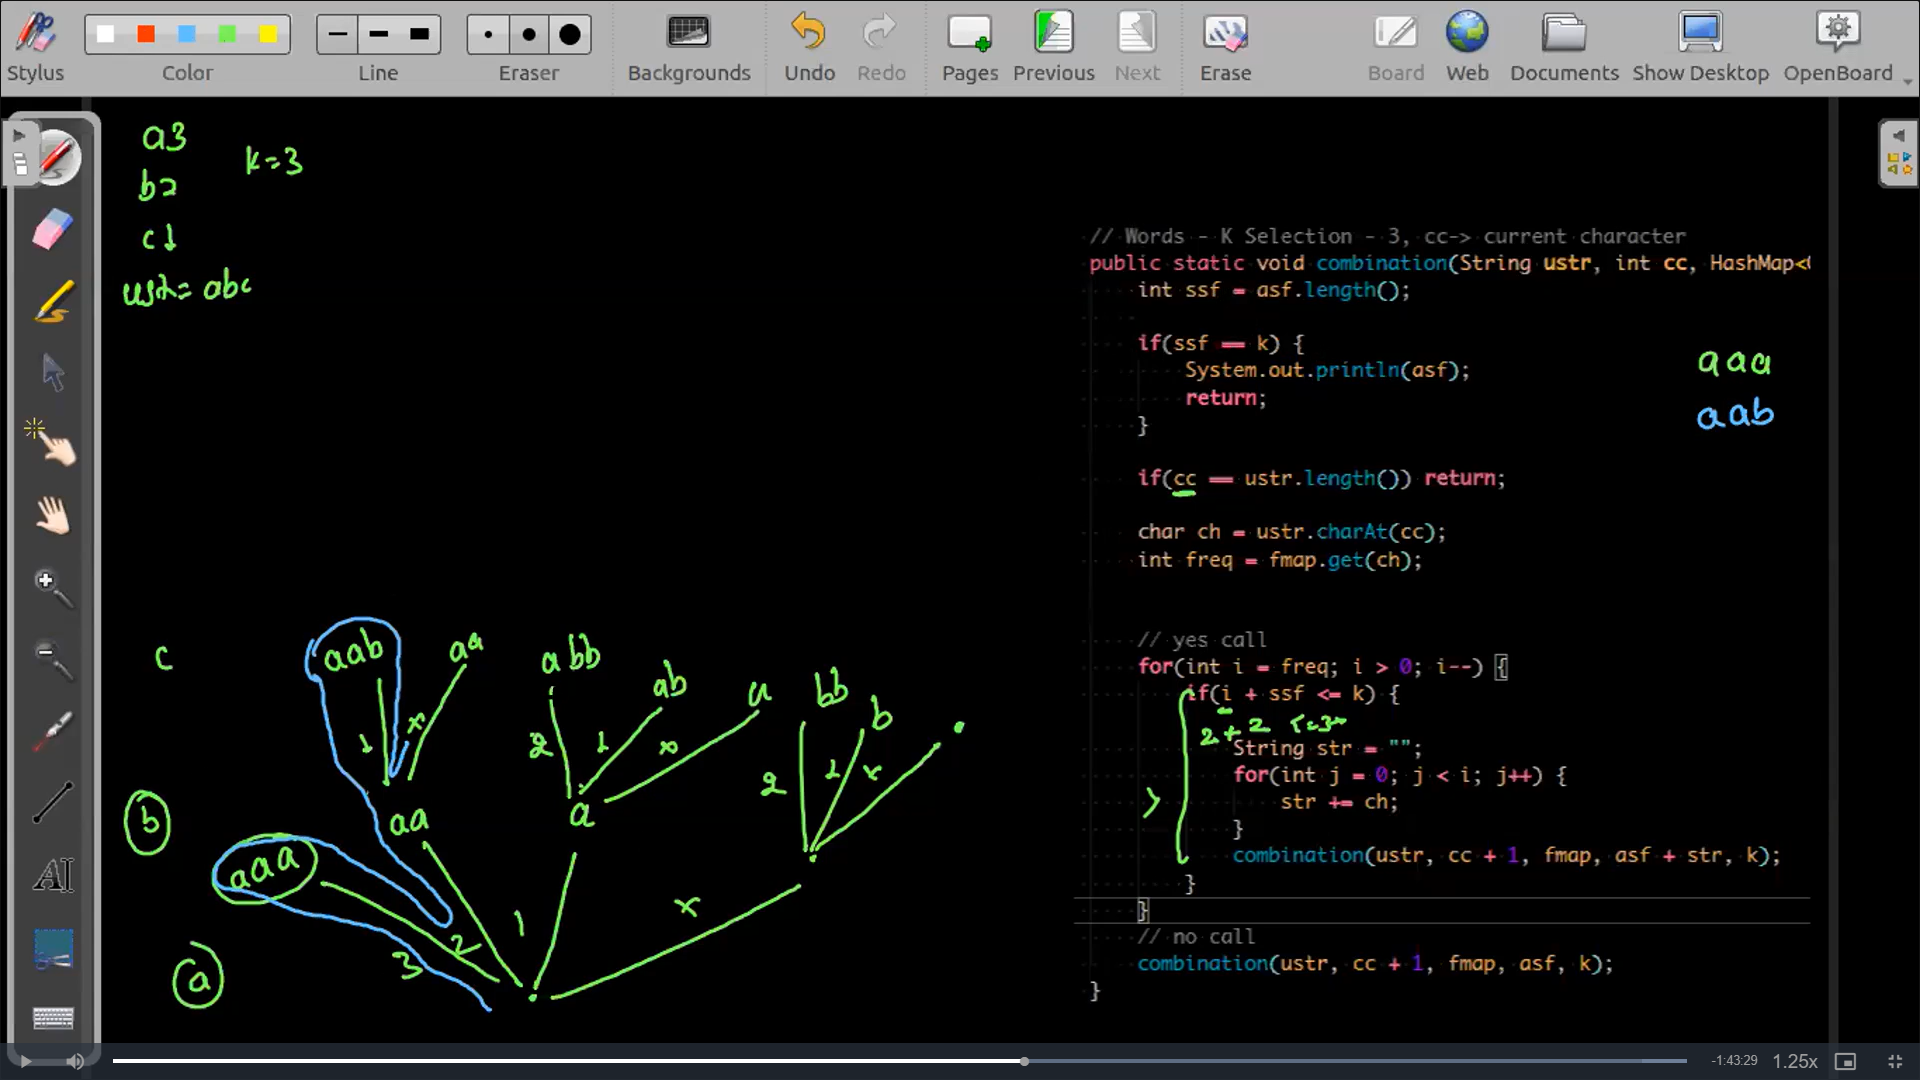 Stylus
Color
Line
Eraser
Backgrounds
Undo
Redo
Pages
Previous
Next
Erase
Board
Web
Documents
Show Desktop
OpenBoard
a3
k=3
b2
c1
ustr= abc
// Words - K Selection - 3, cc-> current character
public static void combination(String ustr, int cc, HashMap<
int ssf = asf.length();
if(ssf == k) {
System.out.println(asf);
return;
}
aaa
aab
if(cc == ustr.length()) return;
char ch = ustr.charAt(cc);
int freq = fmap.get(ch);
// yes call
for(int i = freq; i > 0; i--) {
if(i + ssf <= k) {
2 + 2 <= 3
String str = "";
for(int j = 0; j < i; j++) {
str += ch;
}
combination(ustr, cc + 1, fmap, asf + str, k);
}
}
// no call
combination(ustr, cc + 1, fmap, asf, k);
}
c
aab
aa
abb
ab
a
bb
b
.
1
x
2
1
x
2
1
x
b
aa
a
.
aaa
3
2
1
x
a
.
AI
-1:43:29
1.25x